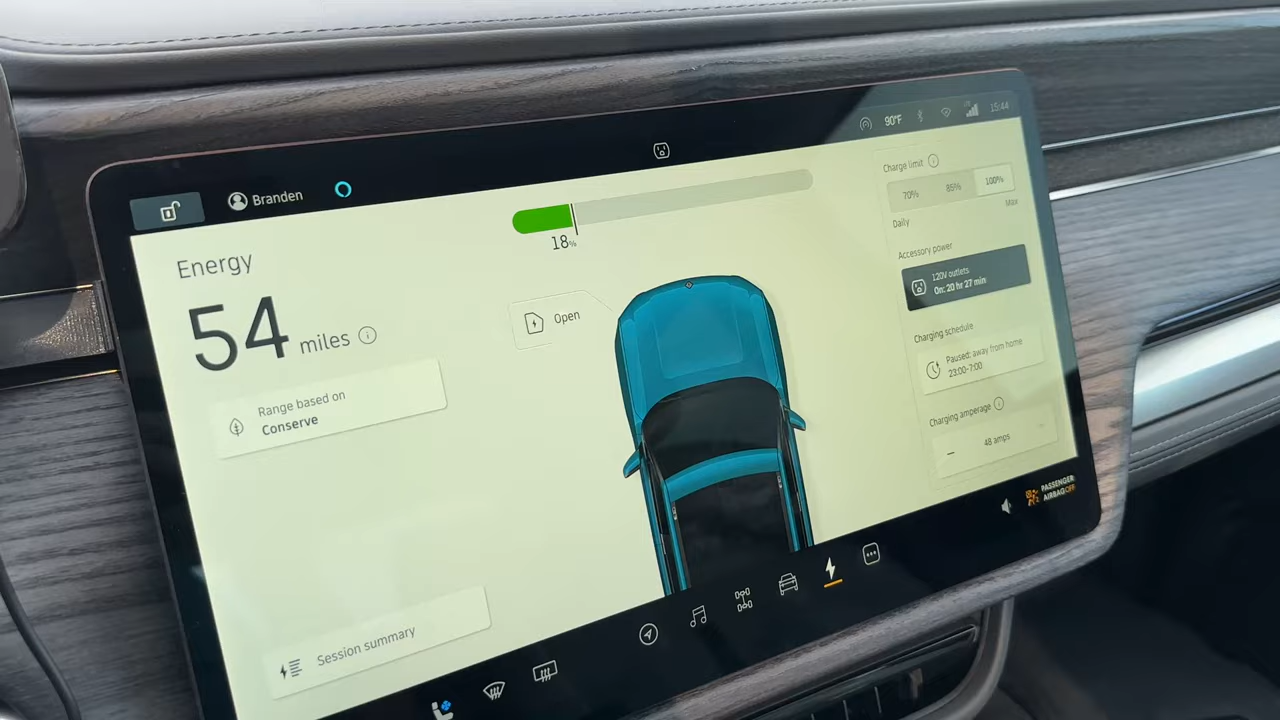 Branden
90°F
15:44
Energy
54 miles
Range based on
Conserve
Session summary
18%
Open
Charge limit
70% 85% 100%
Daily
Max
Accessory power
120V outlets
On: 20 hr 27 min
Charging schedule
Paused: away from home
23:00-7:00
Charging amperage
48 amps
PASSENGER
AIRBAG OFF